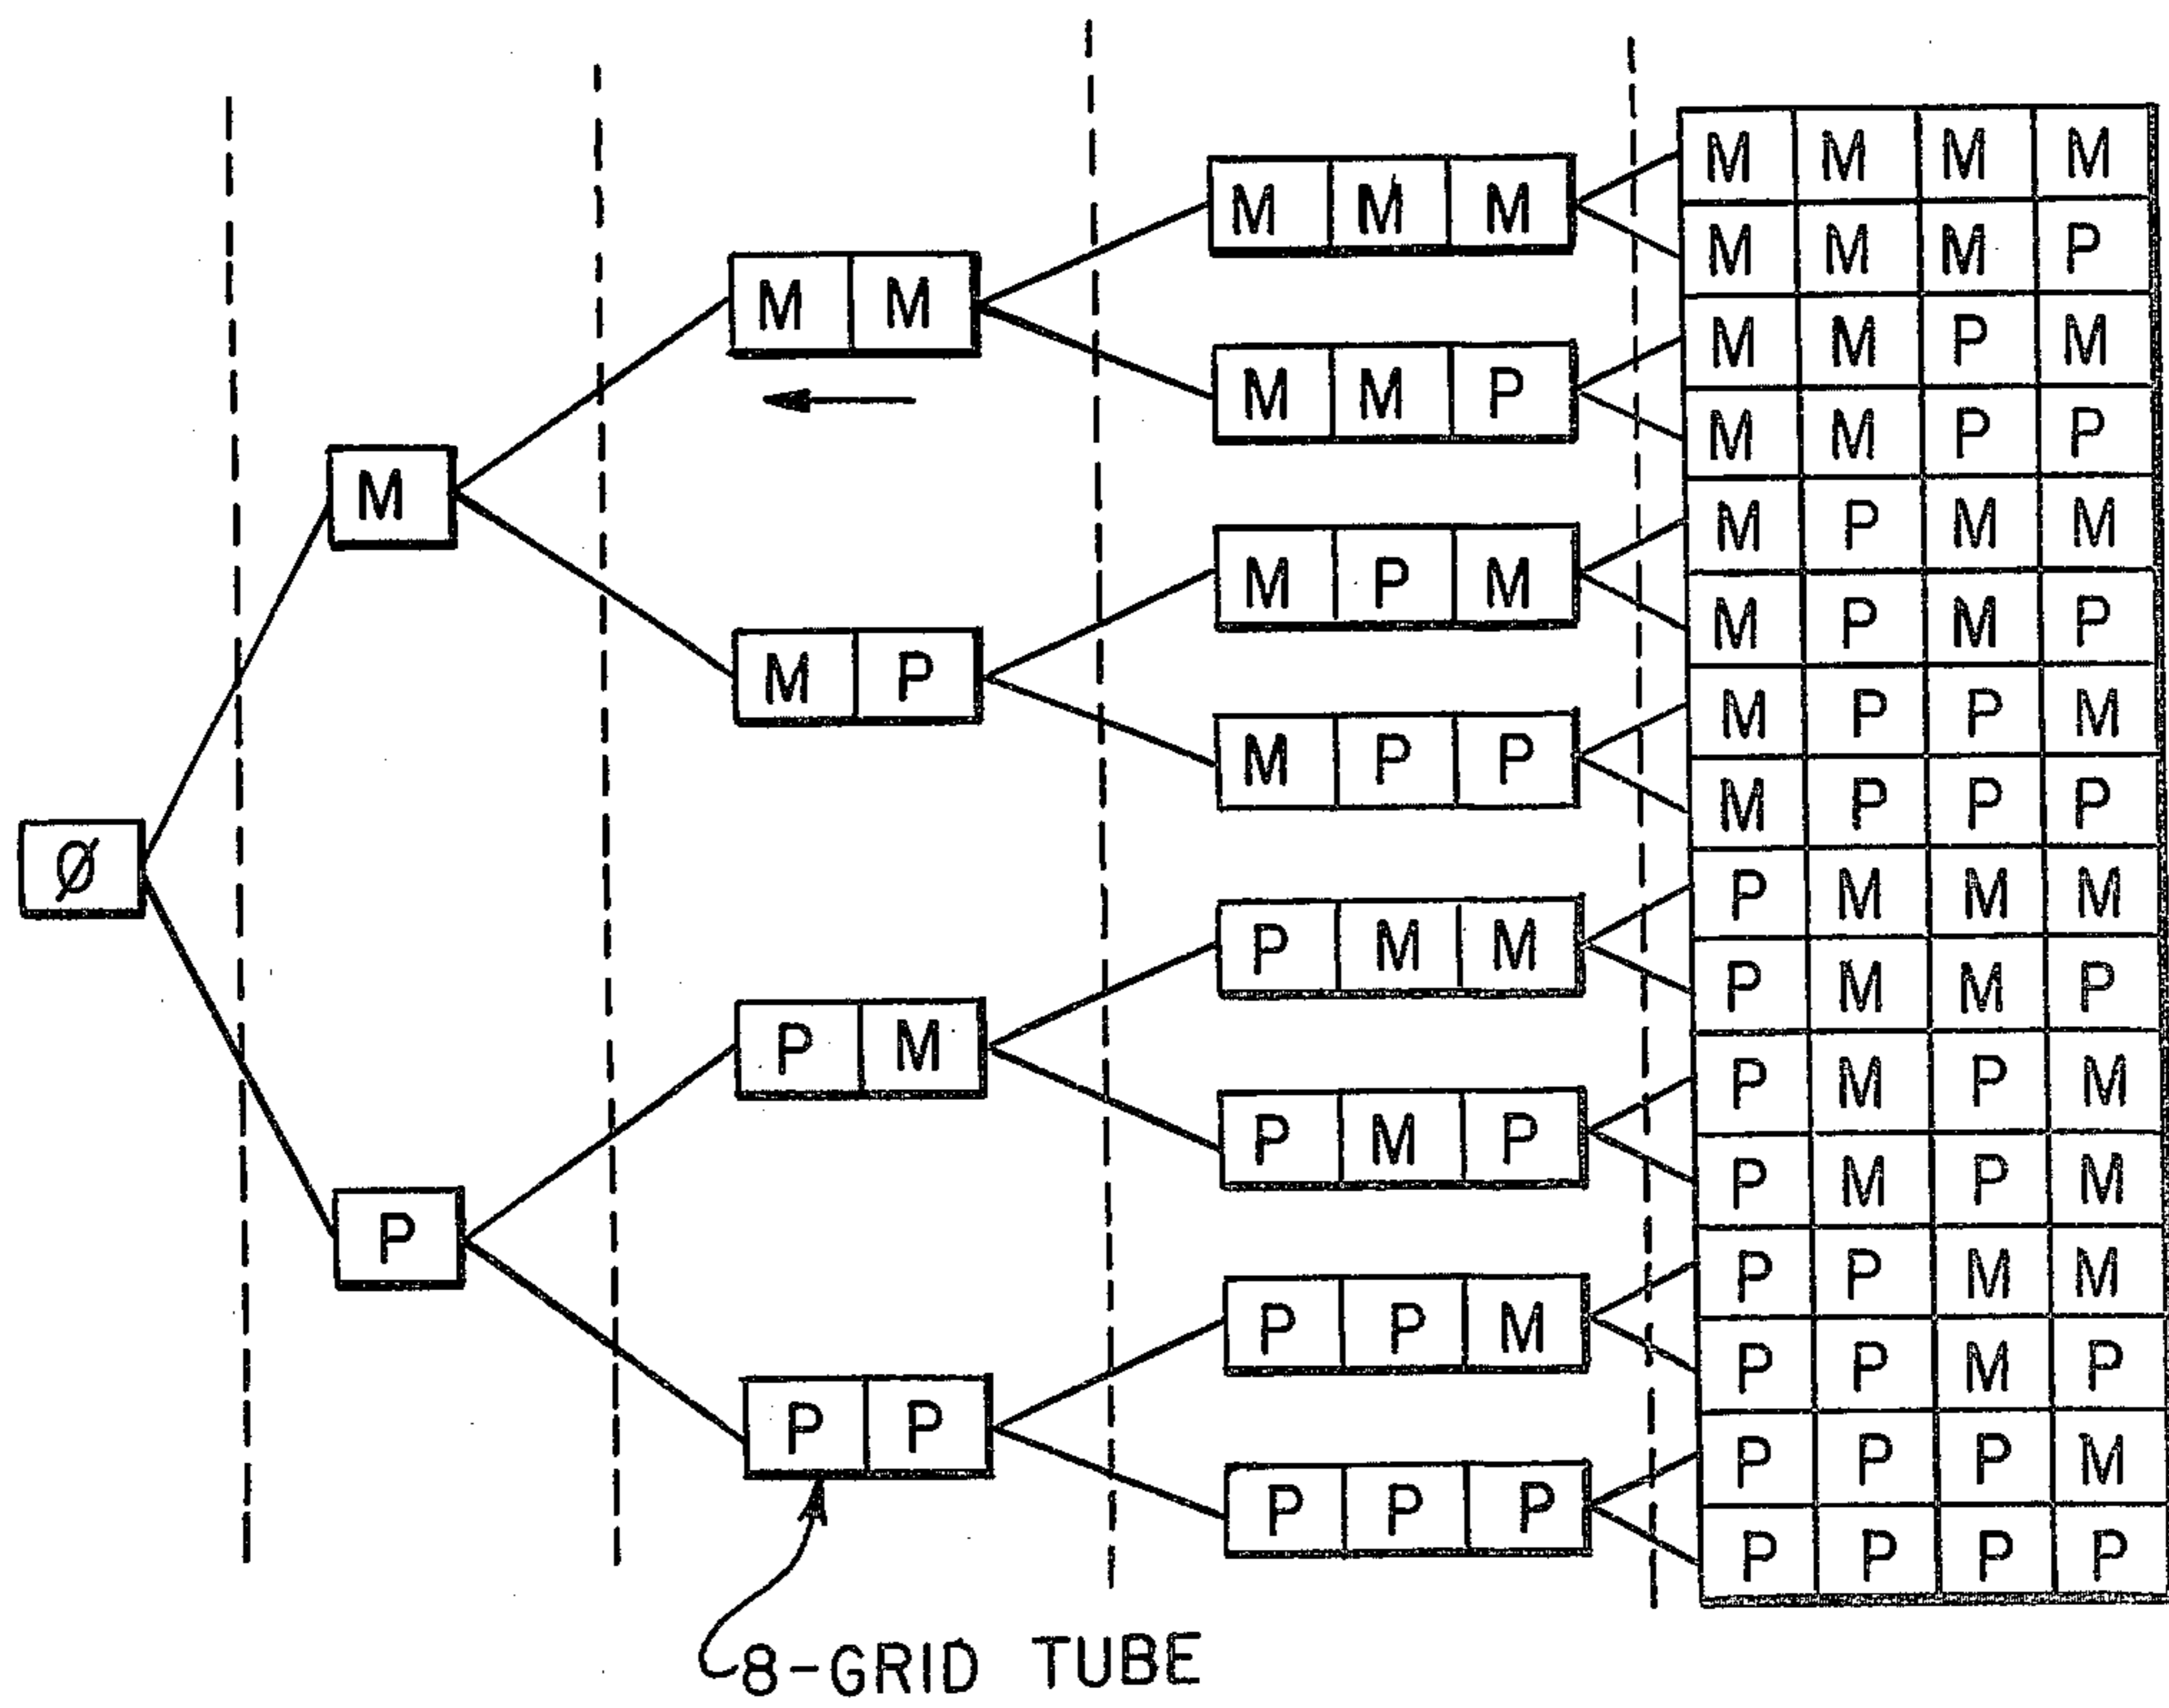 Ø
M
P
M M
M P
P M
P P
8-GRID TUBE
M M M
M M P
M P M
M P P
P M M
P M P
P P M
P P P
M M M M
M M M P
M M P M
M M P P
M P M M
M P M P
M P P M
M P P P
P M M M
P M M P
P M P M
P M P M
P P M M
P P M P
P P P M
P P P P